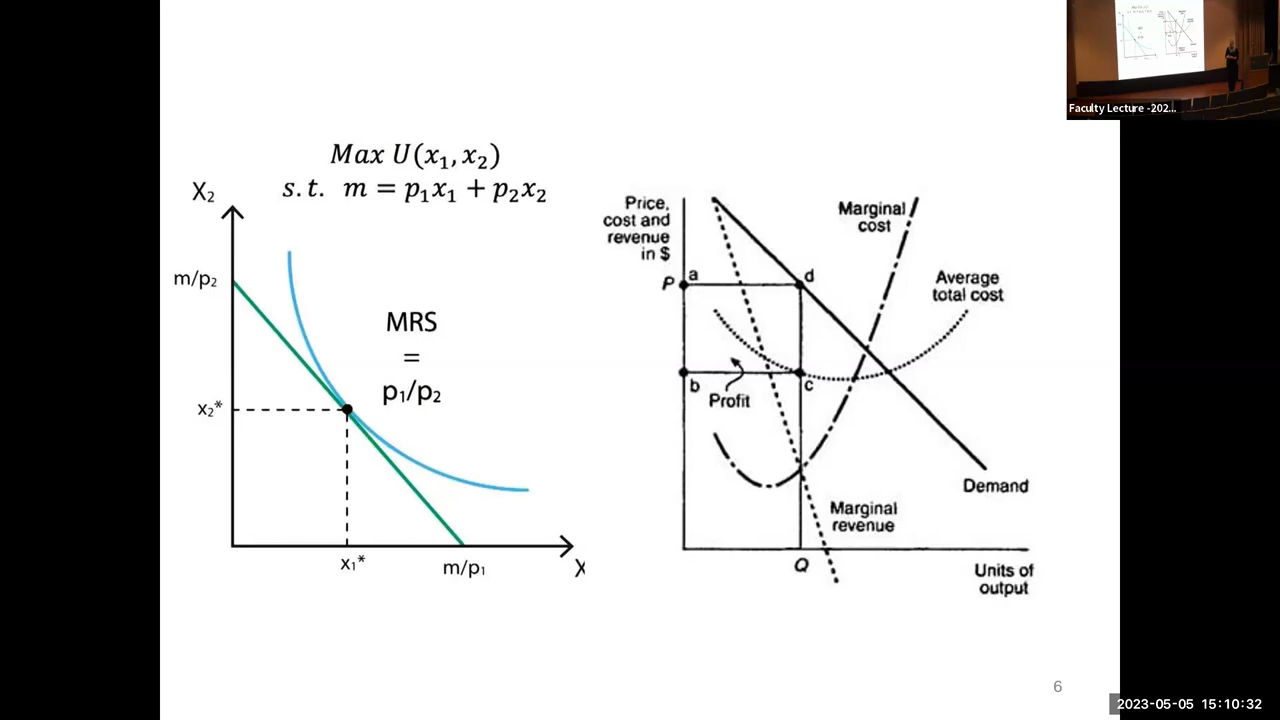 Faculty Lecture -202...
Max U(x₁, x₂)
s.t. m = p₁x₁ + p₂x₂
X₂
m/p₂
MRS
=
p₁/p₂
x₂*
x₁*
m/p₁
X
Price,
cost and
revenue
in $
P
a
d
b
c
Profit
Marginal
cost
Average
total cost
Demand
Marginal
revenue
Q
Units of
output
6
2023-05-05 15:10:32